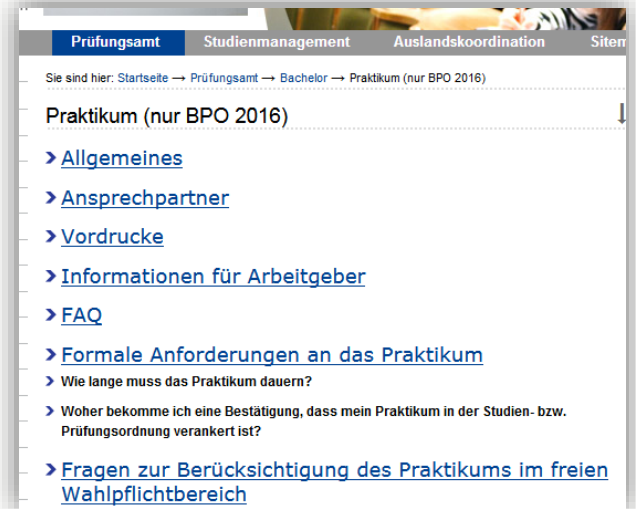 Prüfungsamt Studienmanagement Auslandskoordination
Sie sind hier: Startseite → Prüfungsamt → Bachelor → Praktikum (nur BPO 2016)
Praktikum (nur BPO 2016)
Allgemeines
Ansprechpartner
Vordrucke
Informationen für Arbeitgeber
FAQ
Formale Anforderungen an das Praktikum
Wie lange muss das Praktikum dauern?
Woher bekomme ich eine Bestätigung, dass mein Praktikum in der Studien- bzw.
Prüfungsordnung verankert ist?
Fragen zur Berücksichtigung des Praktikums im freien
Wahlpflichtbereich